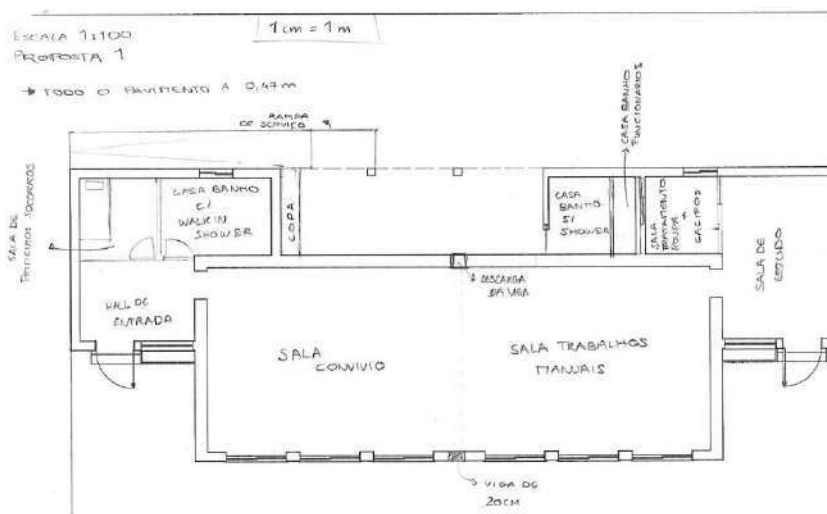 ESCALA 1:100
PROPOSTA 1
1cm = 1m
→ TODO O PAVIMENTO A 0,47m
RAMPA
DE SERVIÇO
SALA DE
PRIMEIROS SOCORROS
CASA BANHO
C/
WALKIN
SHOWER
COPA
CASA
BANHO
S/
SHOWER
CASA BANHO
FUNCIONARIOS
SALA
TRATAMENTO
ROUPA
+
CACIFOS
SALA DE
ESTUDO
HALL DE
ENTRADA
DESCARGA
DA VIGA
SALA
CONVIVIO
SALA TRABALHOS
MANUAIS
VIGA DE
20CM